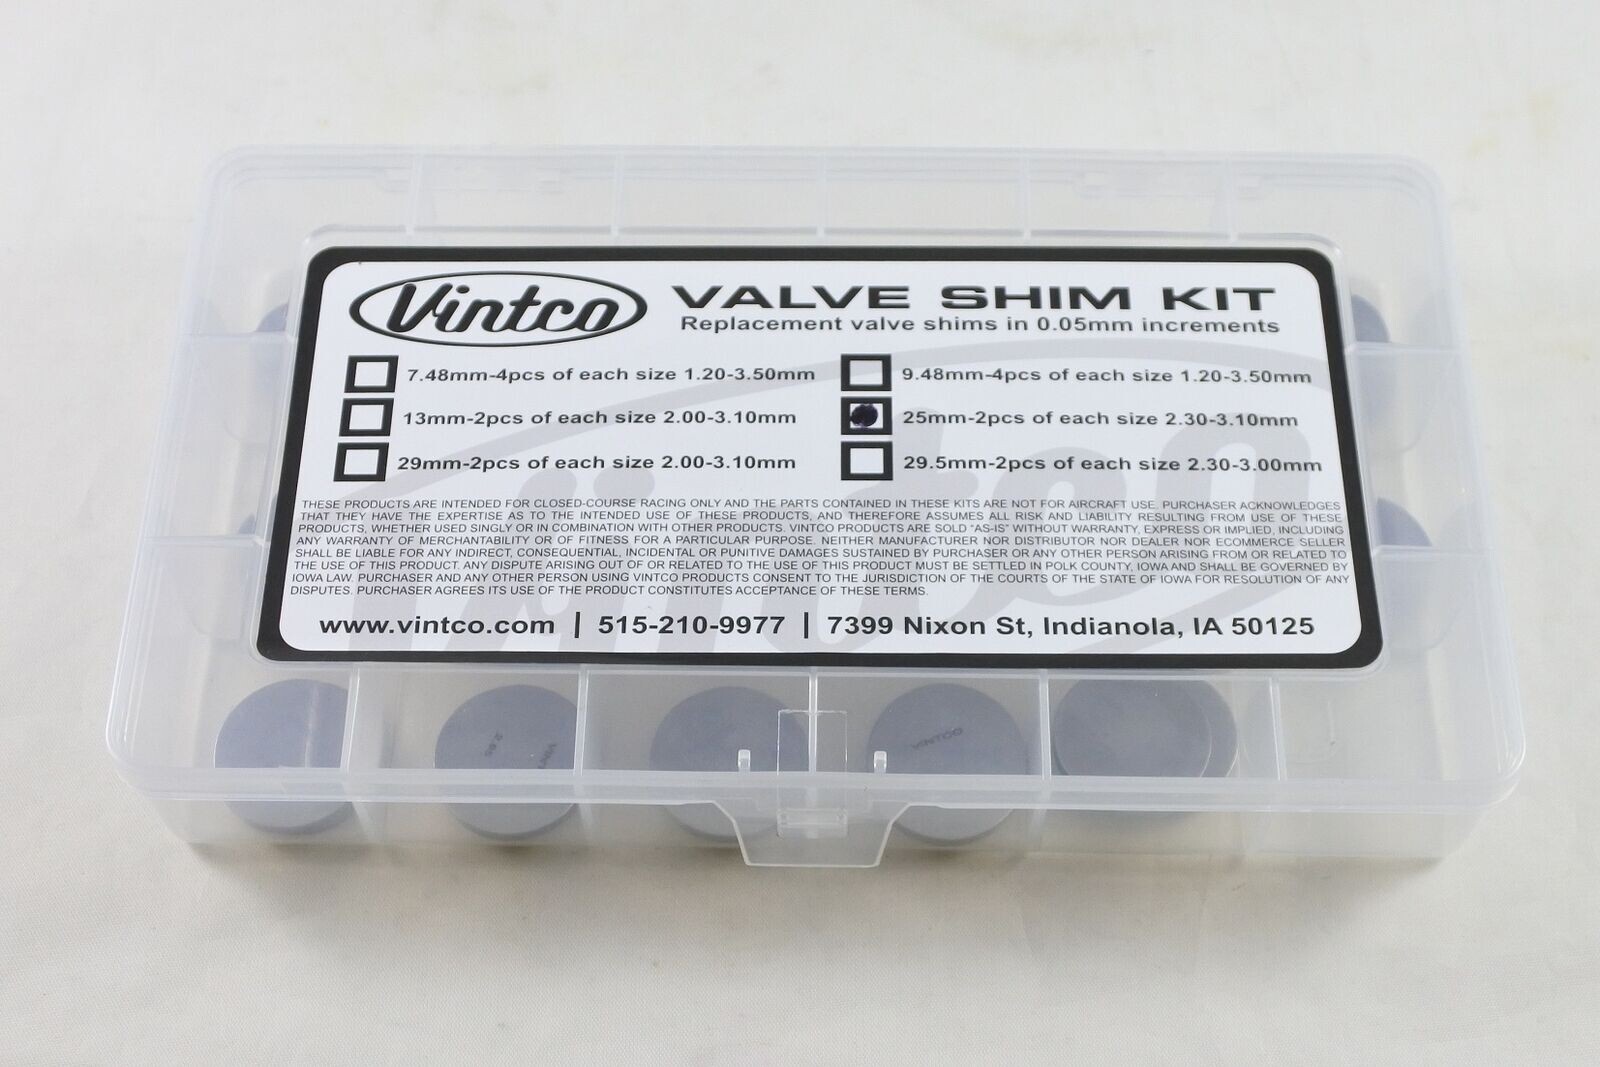 Vintco VALVE SHIM KIT
Replacement valve shims in 0.05mm increments
7.48mm-4pcs of each size 1.20-3.50mm
9.48mm-4pcs of each size 1.20-3.50mm
13mm-2pcs of each size 2.00-3.10mm
25mm-2pcs of each size 2.30-3.10mm
29mm-2pcs of each size 2.00-3.10mm
29.5mm-2pcs of each size 2.30-3.00mm
THESE PRODUCTS ARE INTENDED FOR CLOSED-COURSE RACING ONLY AND THE PARTS CONTAINED IN THESE KITS ARE NOT FOR AIRCRAFT USE. PURCHASER ACKNOWLEDGES
THAT THEY HAVE THE EXPERTISE AS TO THE INTENDED USE OF THESE PRODUCTS, AND THEREFORE ASSUMES ALL RISK AND LIABILITY RESULTING FROM USE OF THESE
PRODUCTS, WHETHER USED SINGLY OR IN COMBINATION WITH OTHER PRODUCTS. VINTCO PRODUCTS ARE SOLD "AS-IS" WITHOUT WARRANTY, EXPRESS OR IMPLIED, INCLUDING
ANY WARRANTY OF MERCHANTABILITY OR OF FITNESS FOR A PARTICULAR PURPOSE. NEITHER MANUFACTURER NOR DISTRIBUTOR NOR DEALER NOR ECOMMERCE SELLER
SHALL BE LIABLE FOR ANY INDIRECT, CONSEQUENTIAL, INCIDENTAL OR PUNITIVE DAMAGES SUSTAINED BY PURCHASER OR ANY OTHER PERSON ARISING FROM OR RELATED TO
THE USE OF THIS PRODUCT. ANY DISPUTE ARISING OUT OF OR RELATED TO THE USE OF THIS PRODUCT MUST BE SETTLED IN POLK COUNTY, IOWA AND SHALL BE GOVERNED BY
IOWA LAW. PURCHASER AND ANY OTHER PERSON USING VINTCO PRODUCTS CONSENT TO THE JURISDICTION OF THE COURTS OF THE STATE OF IOWA FOR RESOLUTION OF ANY
DISPUTES. PURCHASER AGREES ITS USE OF THE PRODUCT CONSTITUTES ACCEPTANCE OF THESE TERMS.
www.vintco.com | 515-210-9977 | 7399 Nixon St, Indianola, IA 50125
2.65
VINTCO